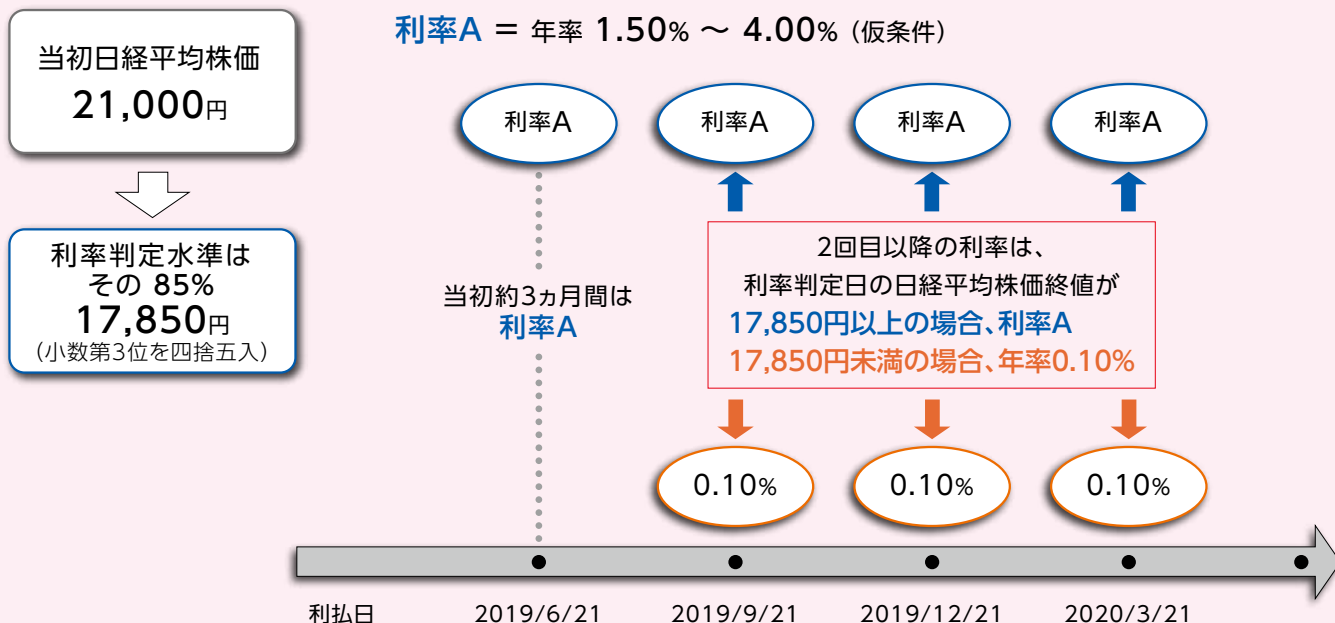 利率A = 年率 1.50% ～ 4.00%（仮条件）
当初日経平均株価
21,000円
利率判定水準は
その 85%
17,850円
（小数第3位を四捨五入）
利率A
利率A
利率A
利率A
当初約3ヵ月間は
利率A
2回目以降の利率は、
利率判定日の日経平均株価終値が
17,850円以上の場合、利率A
17,850円未満の場合、年率0.10%
0.10%
0.10%
0.10%
利払日
2019/6/21
2019/9/21
2019/12/21
2020/3/21